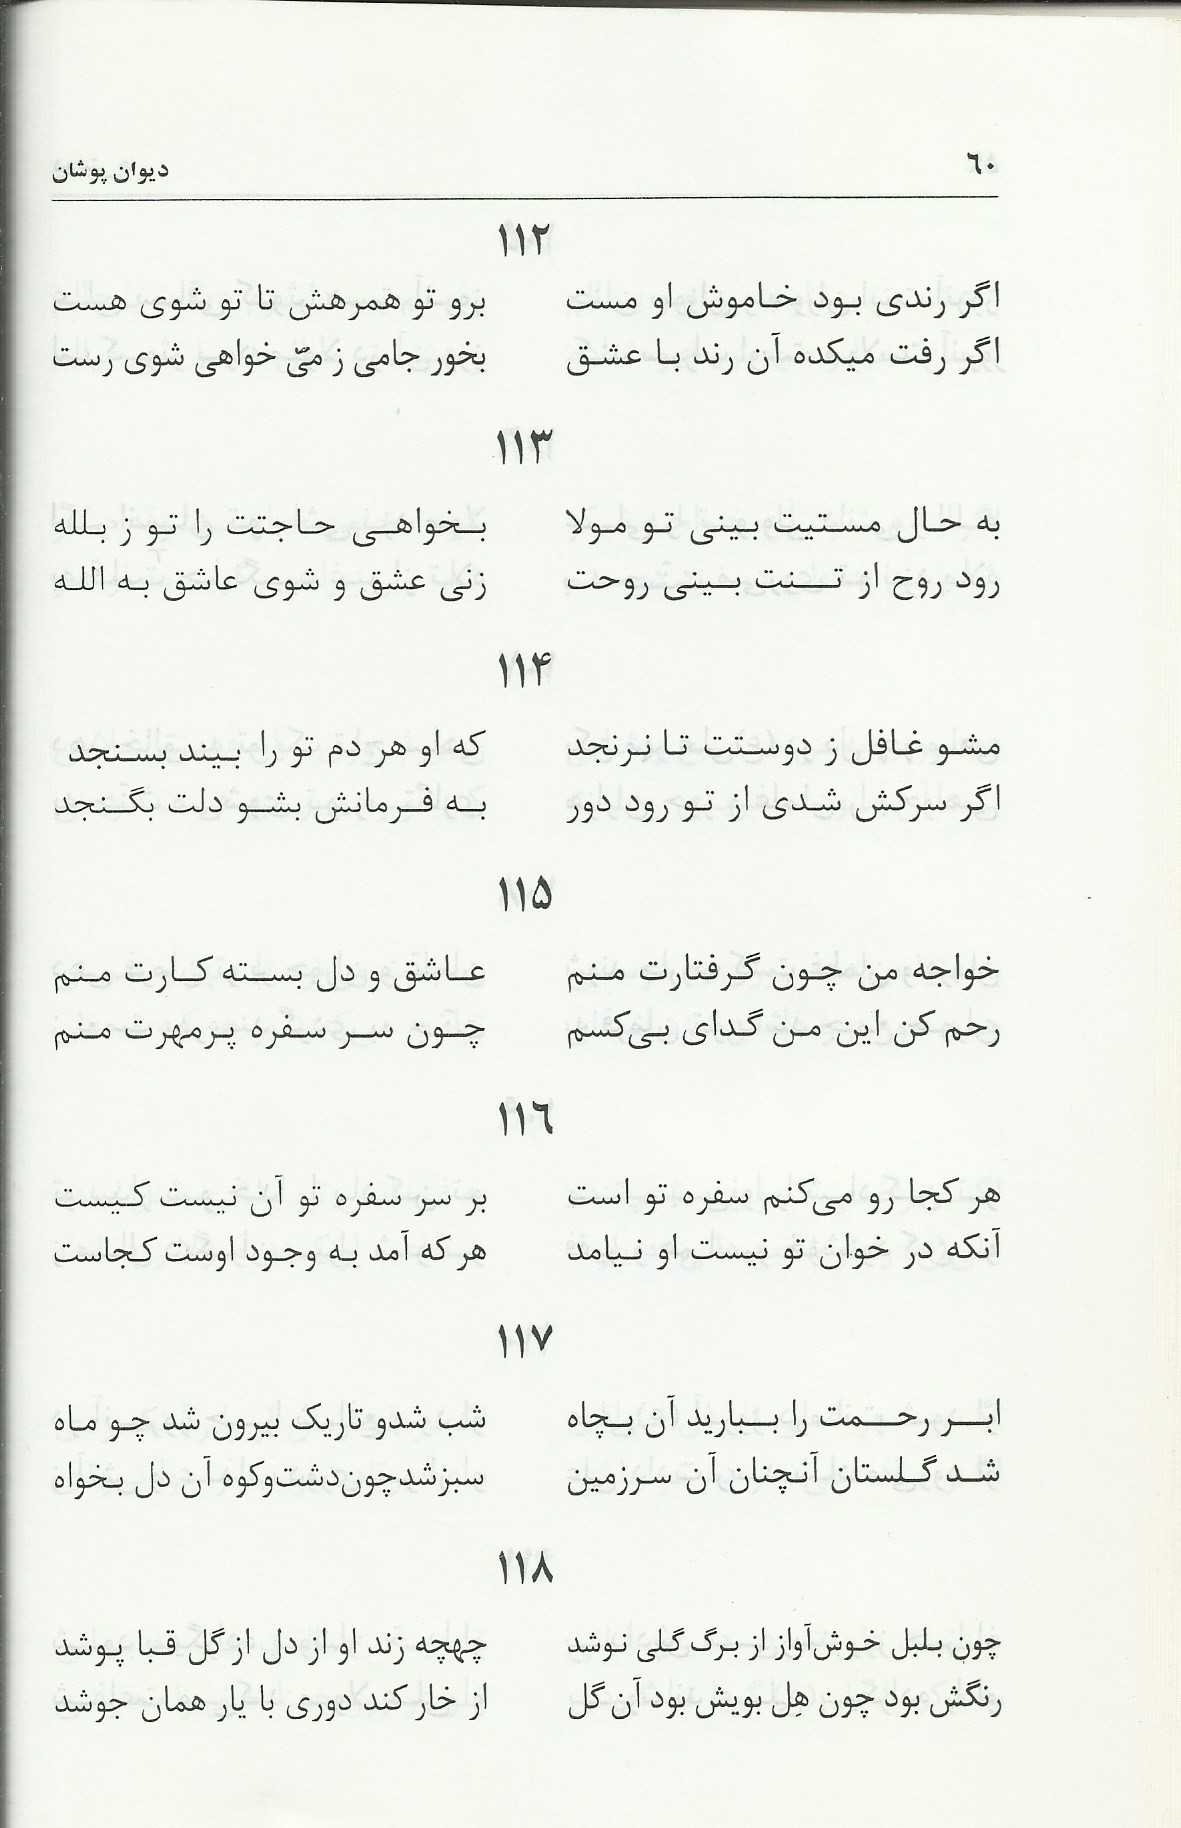 ۶۰ دیوان پوشان
۱۱۲
اگر رندی بود خاموش او مست برو تو همرهش تا تو شوی هست
اگر رفت میکده آن رند با عشق بخور جامی ز میّ خواهی شوی رست
۱۱۳
به حال مستیت بینی تو مولا بخواهی حاجتت را تو ز بلله
رود روح از تنت بینی روحت زنی عشق و شوی عاشق به الله
۱۱۴
مشو غافل ز دوستت تا نرنجد که او هر دم تو را بیند بسنجد
اگر سرکش شدی از تو رود دور به فرمانش بشو دلت بگنجد
۱۱۵
خواجه من چون گرفتارت منم عاشق و دل بسته کارت منم
رحم کن این من گدای بی‌کسم چون سر سفره پرمهرت منم
۱۱۶
هر کجا رو می‌کنم سفره تو است بر سر سفره تو آن نیست کیست
آنکه در خوان تو نیست او نیامد هر که آمد به وجود اوست کجاست
۱۱۷
ابر رحمت را ببارید آن بچاه شب شدو تاریک بیرون شد چو ماه
شد گلستان آنچنان آن سرزمین سبزشدچون‌دشت‌وکوه آن دل بخواه
۱۱۸
چون بلبل خوش‌آواز از برگ گلی نوشد چهچه زند او از دل از گل قبا پوشد
رنگش بود چون هِل بویش بود آن گل از خار کند دوری با یار همان جوشد